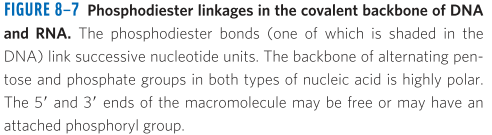 FIGURE 8–7 Phosphodiester linkages in the covalent backbone of DNA
and RNA. The phosphodiester bonds (one of which is shaded in the
DNA) link successive nucleotide units. The backbone of alternating pen-
tose and phosphate groups in both types of nucleic acid is highly polar.
The 5′ and 3′ ends of the macromolecule may be free or may have an
attached phosphoryl group.